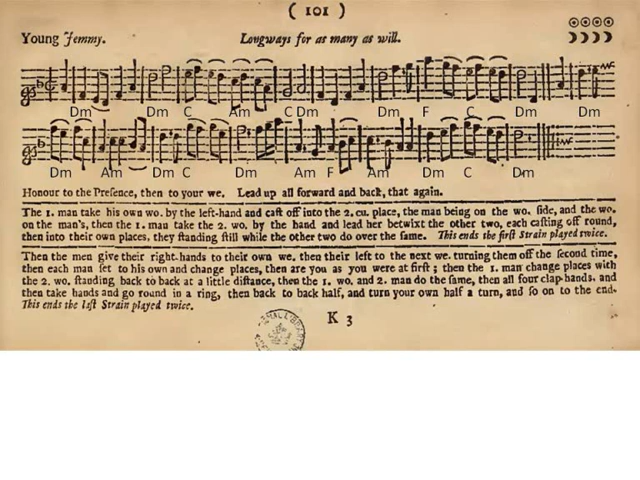 ( 101 )
Young Jemmy. Longways for as many as will.
Dm Dm C Am C Dm Dm F C Dm Dm
Dm Am Dm C Dm Am F Am Dm C Dm
Honour to the Preſence, then to your we. Lead up all forward and back, that again.
The 1. man take his own wo. by the left-hand and caſt off into the 2. cu. place, the man being on the wo. ſide, and the wo.
on the man's, then the 1. man take the 2. wo. by the hand and lead her betwixt the other two, each caſting off round,
then into their own places, they ſtanding ſtill while the other two do over the ſame. This ends the firſt Strain played twice.
Then the men give their right-hands to their own we. then their left to the next we. turning them off the ſecond time,
then each man ſet to his own and change places, then are you as you were at firſt ; then the 1. man change places with
the 2. wo. ſtanding back to back at a little diſtance, then the 1. wo. and 2. man do the ſame, then all four clap-hands, and
then take hands and go round in a ring, then back to back half, and turn your own half a turn, and ſo on to the end.
This ends the laſt Strain played twice.
K 3